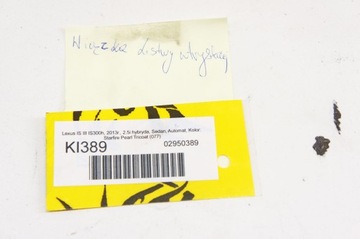 Wiązka listwy wtryskowej
Lexus IS III IS300h, 2013r., 2.5i hybryda, Sedan, Automat, Kolor:
Starfire Pearl Tricoat (077)
KI389
02950389